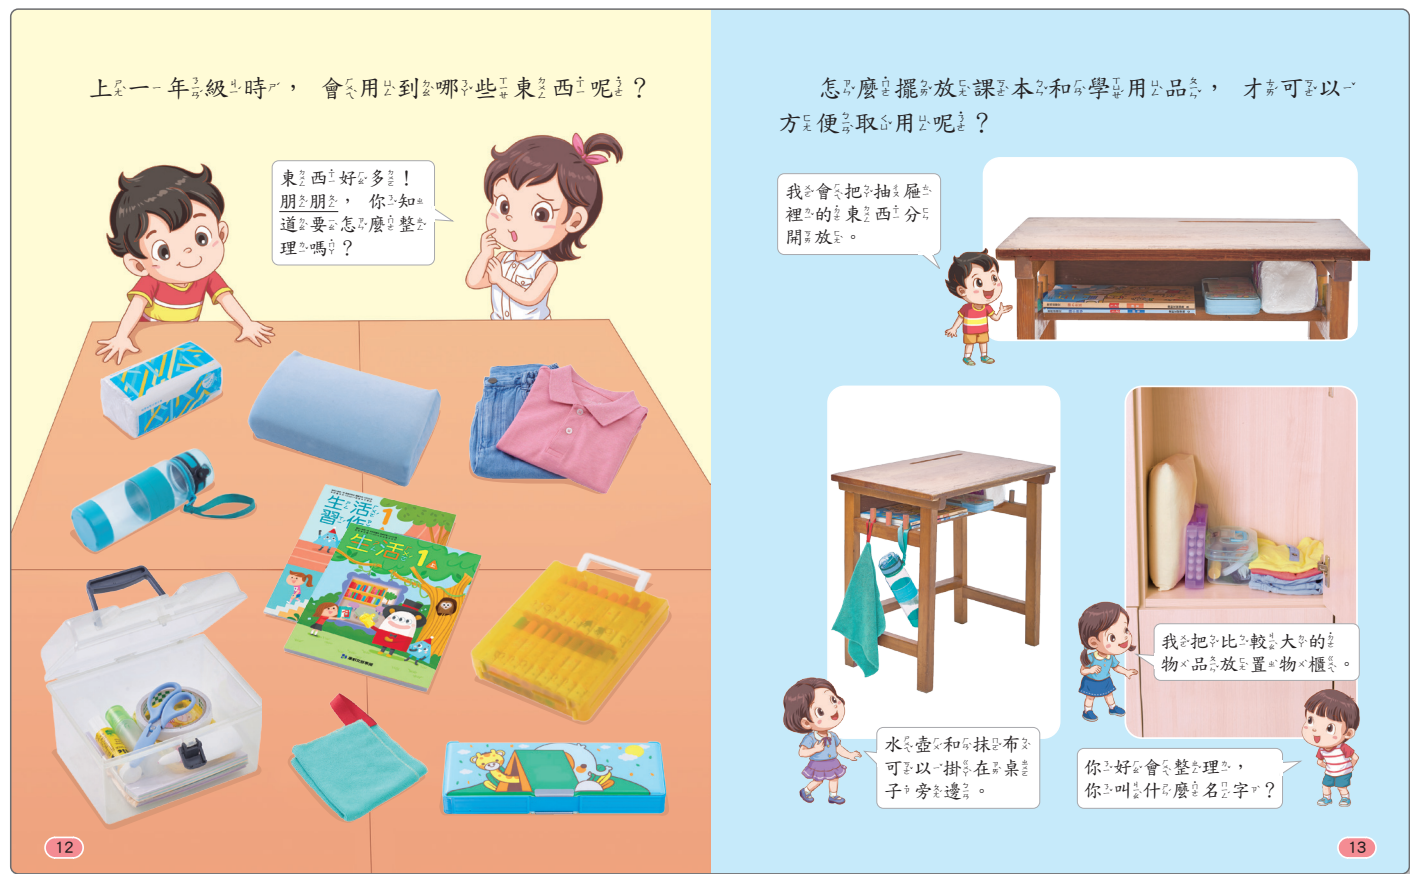 上一年級時，會用到哪些東西呢？
東西好多！
朋朋，你知
道要怎麼整
理嗎？
生活
習作
1
生活
1上
12
怎麼擺放課本和學用品，才可以
方便取用呢？
我會把抽屜
裡的東西分
開放。
水壺和抹布
可以掛在桌
子旁邊。
我把比較大的
物品放置物櫃。
你好會整理，
你叫什麼名字？
13